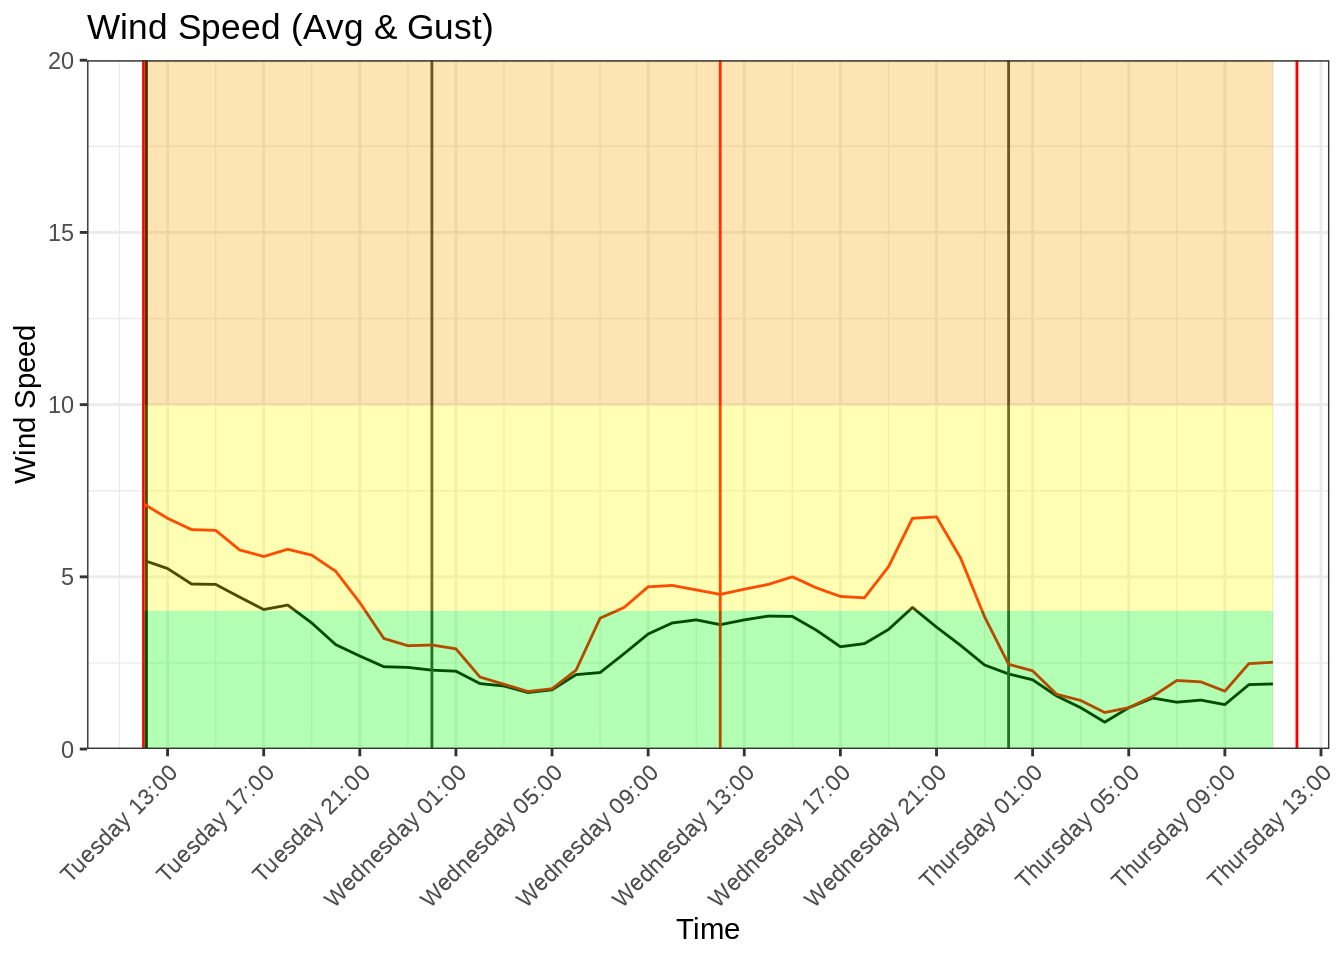 Wind Speed (Avg & Gust)
20
15
10
5
0
Wind Speed
Tuesday 13:00
Tuesday 17:00
Tuesday 21:00
Wednesday 01:00
Wednesday 05:00
Wednesday 09:00
Wednesday 13:00
Wednesday 17:00
Wednesday 21:00
Thursday 01:00
Thursday 05:00
Thursday 09:00
Thursday 13:00
Time